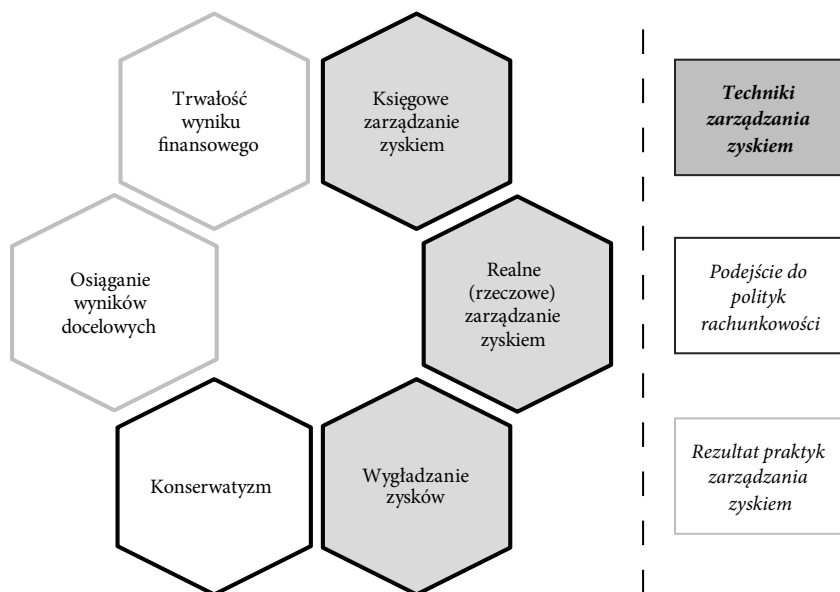 Trwałość
wyniku
finansowego
Księgowe
zarządzanie
zyskiem
Osiąganie
wyników
docelowych
Realne
(rzeczowe)
zarządzanie
zyskiem
Konserwatyzm
Wygładzanie
zysków
Techniki
zarządzania
zyskiem
Podejście do
polityk
rachunkowości
Rezultat praktyk
zarządzania
zyskiem